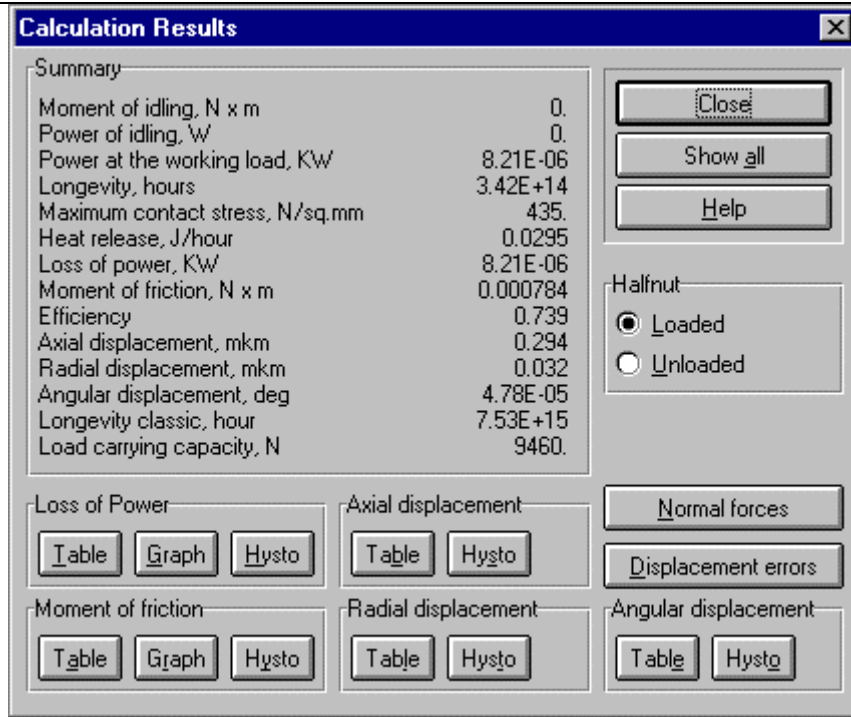 Calculation Results
Summary
Moment of idling, N x m 0.
Power of idling, W 0.
Power at the working load, KW 8.21E-06
Longevity, hours 3.42E+14
Maximum contact stress, N/sq.mm 435.
Heat release, J/hour 0.0295
Loss of power, KW 8.21E-06
Moment of friction, N x m 0.000784
Efficiency 0.739
Axial displacement, mkm 0.294
Radial displacement, mkm 0.032
Angular displacement, deg 4.78E-05
Longevity classic, hour 7.53E+15
Load carrying capacity, N 9460.
Close
Show all
Help
Halfnut
Loaded
Unloaded
Normal forces
Displacement errors
Loss of Power
Table Graph Hysto
Axial displacement
Table Hysto
Moment of friction
Table Graph Hysto
Radial displacement
Table Hysto
Angular displacement
Table Hysto